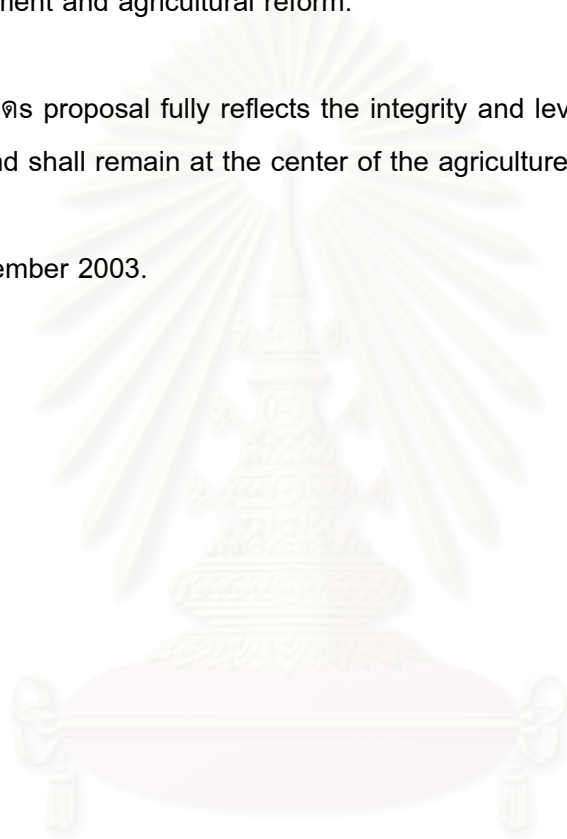 ment and agricultural reform.
ดs proposal fully reflects the integrity and lev
nd shall remain at the center of the agriculture
ember 2003.